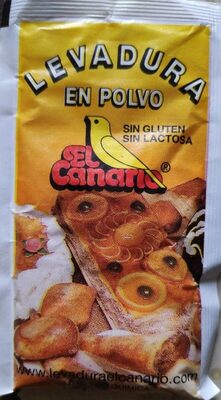 LEVADURA
EN POLVO
SIN GLUTEN
SIN LACTOSA
El
Canario®
www.levaduraelcanario.com